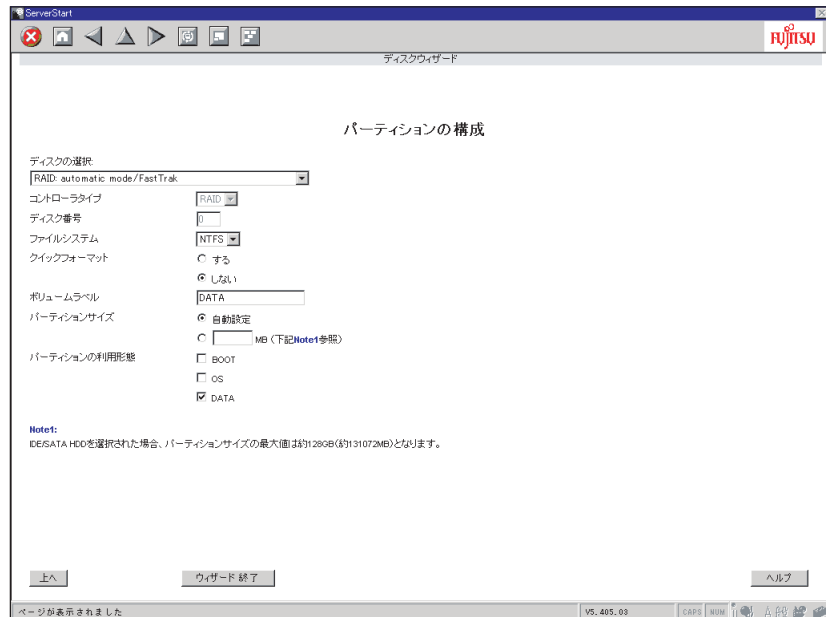 ServerStart
FUJITSU
ディスクウィザード
パーティションの構成
ディスクの選択:
RAID: automatic mode/FastTrak
コントローラタイプ RAID
ディスク番号 0
ファイルシステム NTFS
クイックフォーマット する
しない
ボリュームラベル DATA
パーティションサイズ 自動設定
MB (下記Note1参照)
パーティションの利用形態 BOOT
OS
DATA
Note1:
IDE/SATA HDDを選択された場合、パーティションサイズの最大値は約128GB(約131072MB)となります。
上へ ウィザード 終了 ヘルプ
ページが表示されました V5.405.03 CAPS NUM A 般